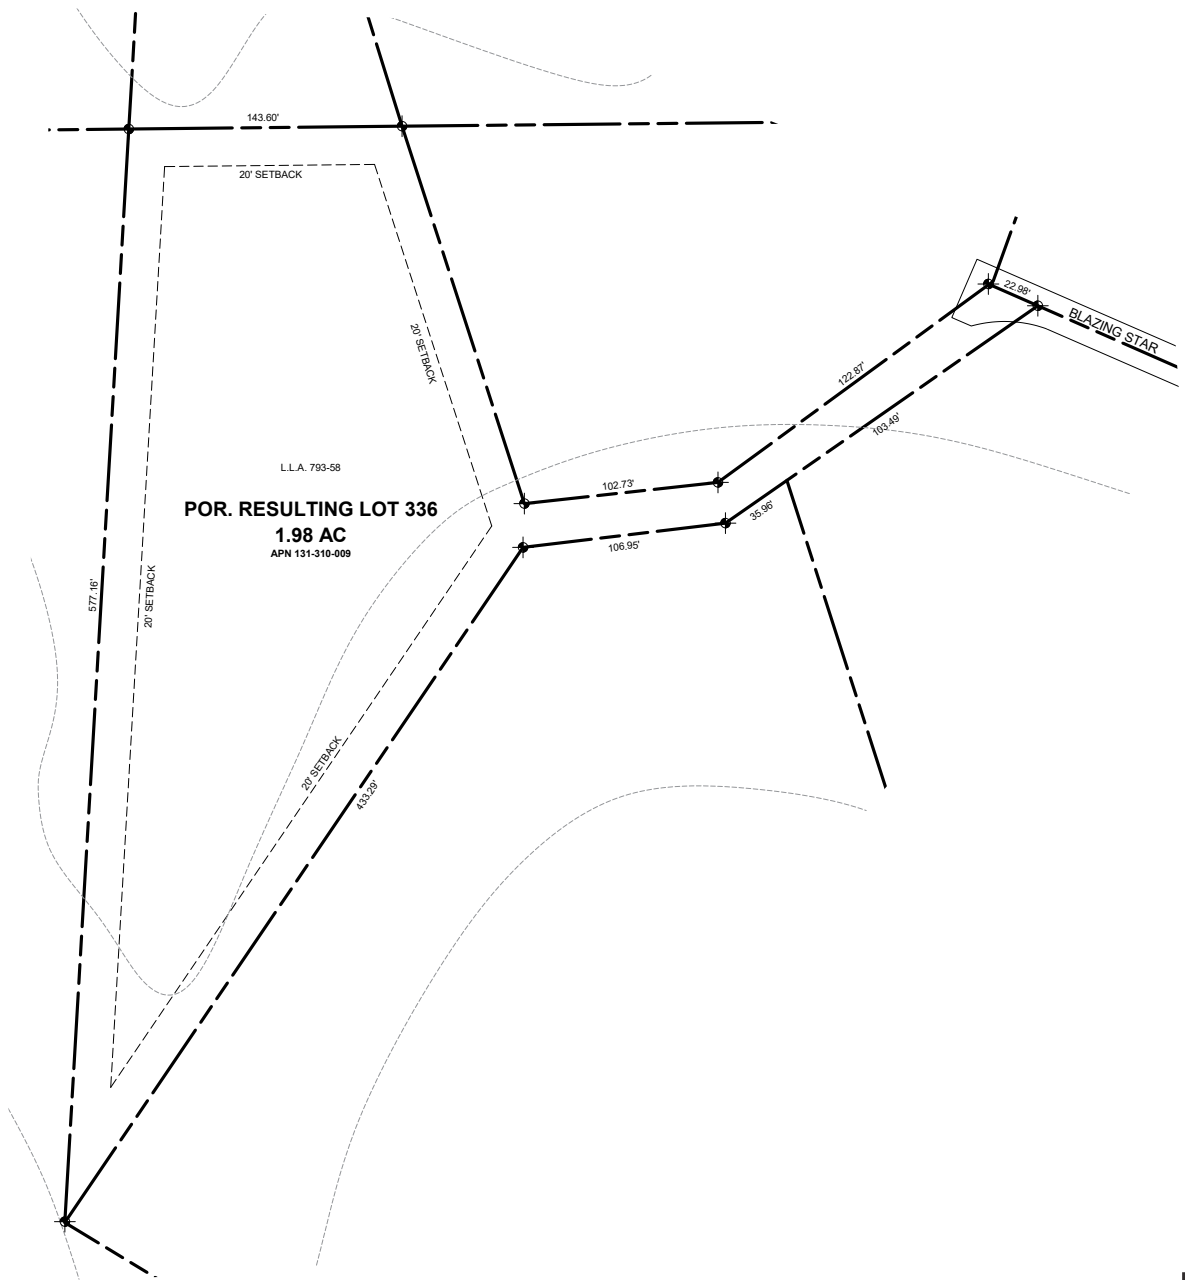 143.60'
20' SETBACK
22.98'
BLAZING STAR
20' SETBACK
122.87'
103.49'
L.L.A. 793-58
102.73'
POR. RESULTING LOT 336
35.96'
1.98 AC
106.95'
APN 131-310-009
577.16'
20' SETBACK
20' SETBACK
433.29'